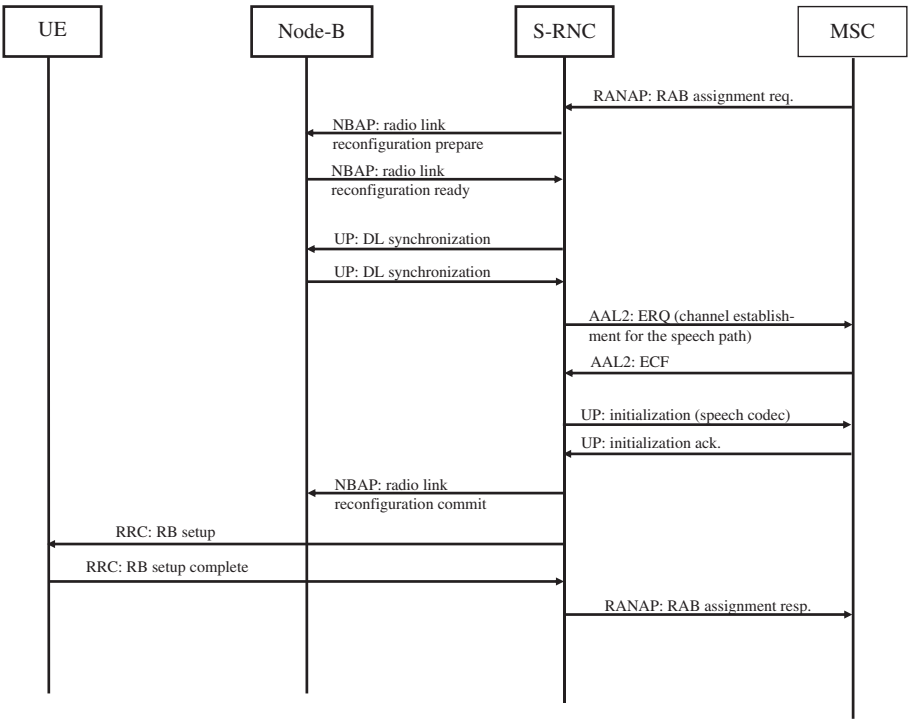 UE
Node-B
S-RNC
MSC
RANAP: RAB assignment req.
NBAP: radio link
reconfiguration prepare
NBAP: radio link
reconfiguration ready
UP: DL synchronization
UP: DL synchronization
AAL2: ERQ (channel establish-
ment for the speech path)
AAL2: ECF
UP: initialization (speech codec)
UP: initialization ack.
NBAP: radio link
reconfiguration commit
RRC: RB setup
RRC: RB setup complete
RANAP: RAB assignment resp.